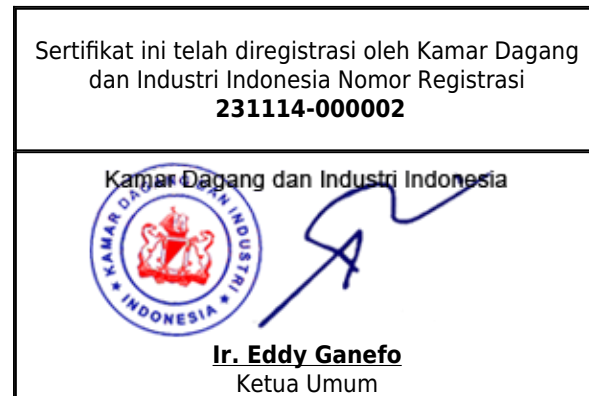 Sertifikat ini telah diregistrasi oleh Kamar Dagang
dan Industri Indonesia Nomor Registrasi
231114-000002
Kamar Dagang dan Industri Indonesia
KAMAR DAGANG DAN INDUSTRI
INDONESIA
Ir. Eddy Ganefo
Ketua Umum